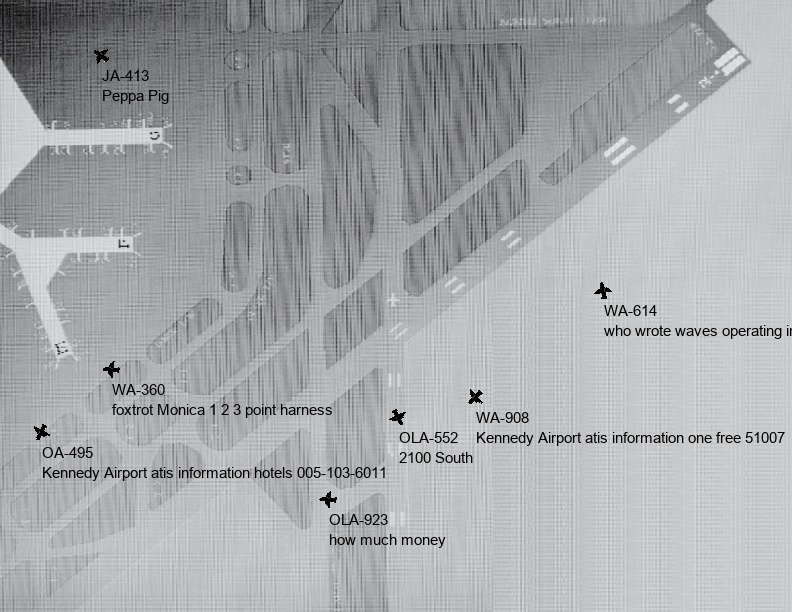 JA-413
Peppa Pig
WA-614
who wrote waves operating
WA-360
foxtrot Monica 1 2 3 point harness
WA-908
OLA-552
Kennedy Airport atis information one free 51007
2100 South
OA-495
Kennedy Airport atis information hotels 005-103-6011
OLA-923
how much money